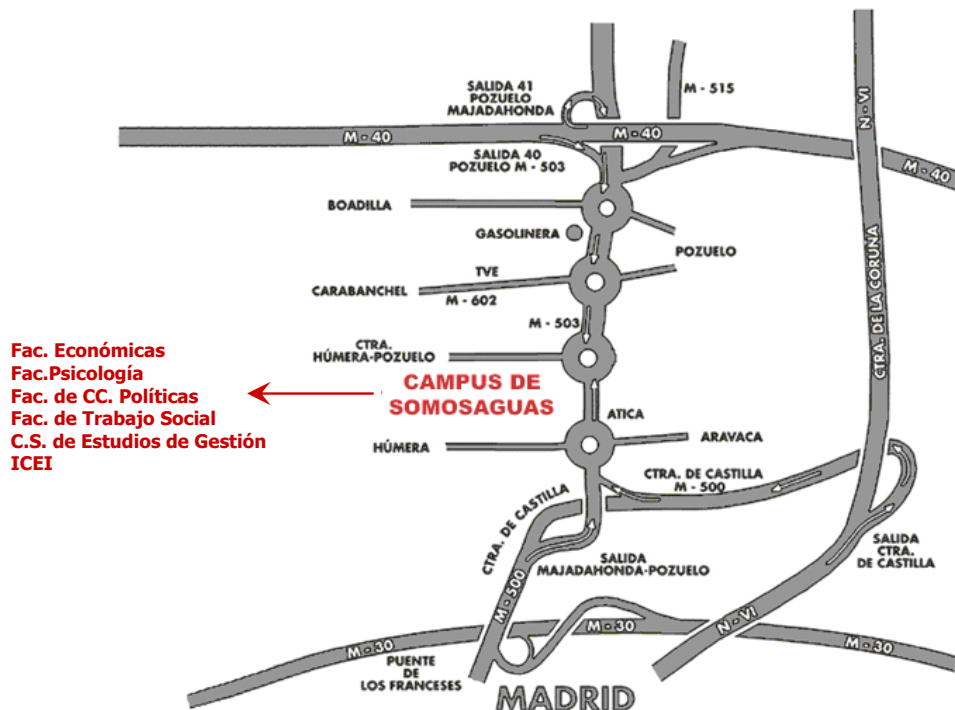 SALIDA 41
POZUELO
MAJADAHONDA
M - 515
N - VI
M - 40
M - 40
SALIDA 40
POZUELO M - 503
M - 40
BOADILLA
GASOLINERA
POZUELO
TVE
CARABANCHEL
M - 602
CTRA. DE LA CORUÑA
M - 503
CTRA.
HÚMERA-POZUELO
Fac. Económicas
Fac.Psicología
Fac. de CC. Políticas
Fac. de Trabajo Social
C.S. de Estudios de Gestión
ICEI
CAMPUS DE
SOMOSAGUAS
ATICA
HÚMERA
ARAVACA
CTRA. DE CASTILLA
M - 500
CTRA. DE CASTILLA
SALIDA
CTRA.
DE CASTILLA
SALIDA
MAJADAHONDA-POZUELO
M - 500
N - VI
M - 30
M - 30
M - 30
PUENTE
DE
LOS FRANCESES
MADRID